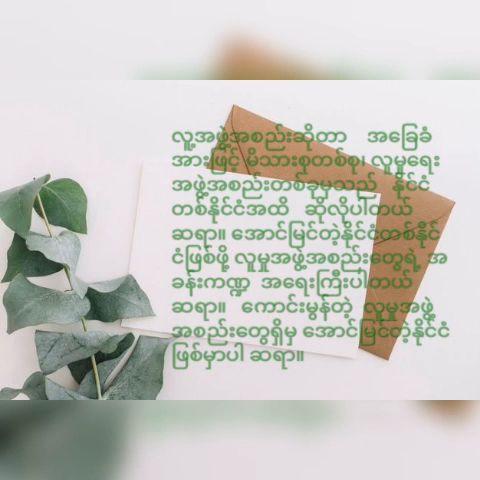 လူ့အဖွဲ့အစည်းဆိုတာ အခြေခံ
အားဖြင့် မိသားစုတစ်စု၊ လူမှုရေး
အဖွဲ့အစည်းတစ်ခုမှသည် နိုင်ငံ
တစ်နိုင်ငံအထိ ဆိုလိုပါတယ်
ဆရာ။ အောင်မြင်တဲ့နိုင်ငံတစ်နိုင်
ငံဖြစ်ဖို့ လူမှုအဖွဲ့အစည်းတွေရဲ့ အ
ခန်းကဏ္ဍ အရေးကြီးပါတယ်
ဆရာ။ ကောင်းမွန်တဲ့ လူမှုအဖွဲ့
အစည်းတွေရှိမှ အောင်မြင်တဲ့နိုင်ငံ
ဖြစ်မှာပါ ဆရာ။